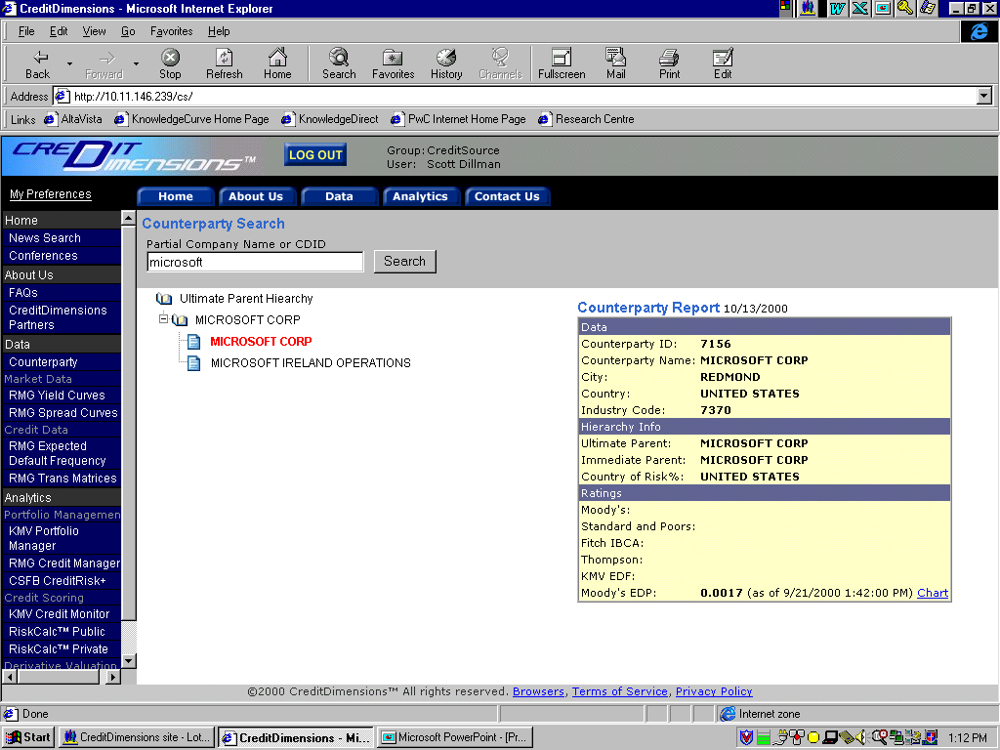 CreditDimensions - Microsoft Internet Explorer
File Edit View Go Favorites Help
Back Forward Stop Refresh Home Search Favorites History Channels Fullscreen Mail Print Edit
Address http://10.11.146.239/cs/
Links AltaVista KnowledgeCurve Home Page KnowledgeDirect PwC Internet Home Page Research Centre
CREDIT DIMENSIONS™
LOG OUT
Group: CreditSource
User: Scott Dillman
My Preferences
Home About Us Data Analytics Contact Us
Home
News Search
Conferences
About Us
FAQs
CreditDimensions
Partners
Data
Counterparty
Market Data
RMG Yield Curves
RMG Spread Curves
Credit Data
RMG Expected
Default Frequency
RMG Trans Matrices
Analytics
Portfolio Managemen
KMV Portfolio
Manager
RMG Credit Manager
CSFB CreditRisk+
Credit Scoring
KMV Credit Monitor
RiskCalc™ Public
RiskCalc™ Private
Derivative Valuation
Counterparty Search
Partial Company Name or CDID
microsoft Search
Ultimate Parent Hiearchy
MICROSOFT CORP
MICROSOFT CORP
MICROSOFT IRELAND OPERATIONS
Counterparty Report 10/13/2000
Data
Counterparty ID: 7156
Counterparty Name: MICROSOFT CORP
City: REDMOND
Country: UNITED STATES
Industry Code: 7370
Hierarchy Info
Ultimate Parent: MICROSOFT CORP
Immediate Parent: MICROSOFT CORP
Country of Risk%: UNITED STATES
Ratings
Moody's:
Standard and Poors:
Fitch IBCA:
Thompson:
KMV EDF:
Moody's EDP: 0.0017 (as of 9/21/2000 1:42:00 PM) Chart
©2000 CreditDimensions™ All rights reserved. Browsers, Terms of Service, Privacy Policy
Done Internet zone
Start CreditDimensions site - Lot... CreditDimensions - Mi... Microsoft PowerPoint - [Pr... 1:12 PM